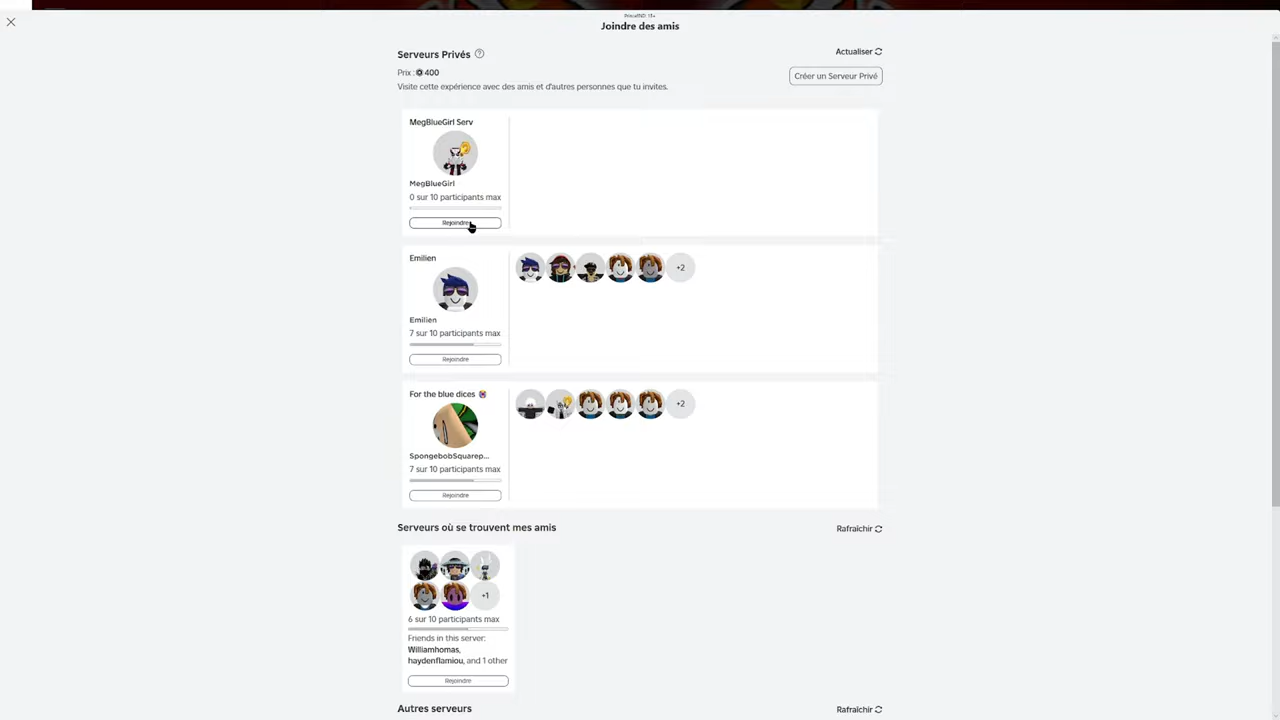 Joindre des amis
Serveurs Privés
Actualiser
Prix : 400
Créer un Serveur Privé
Visite cette expérience avec des amis et d'autres personnes que tu invites.
MegBlueGirl Serv
MegBlueGirl
0 sur 10 participants max
Rejoindre
Emilien
+2
Emilien
7 sur 10 participants max
Rejoindre
For the blue dices
+2
SpongebobSquarep...
7 sur 10 participants max
Rejoindre
Serveurs où se trouvent mes amis
Rafraîchir
+1
6 sur 10 participants max
Friends in this server:
Williamhomas,
haydenflamiou, and 1 other
Rejoindre
Autres serveurs
Rafraîchir